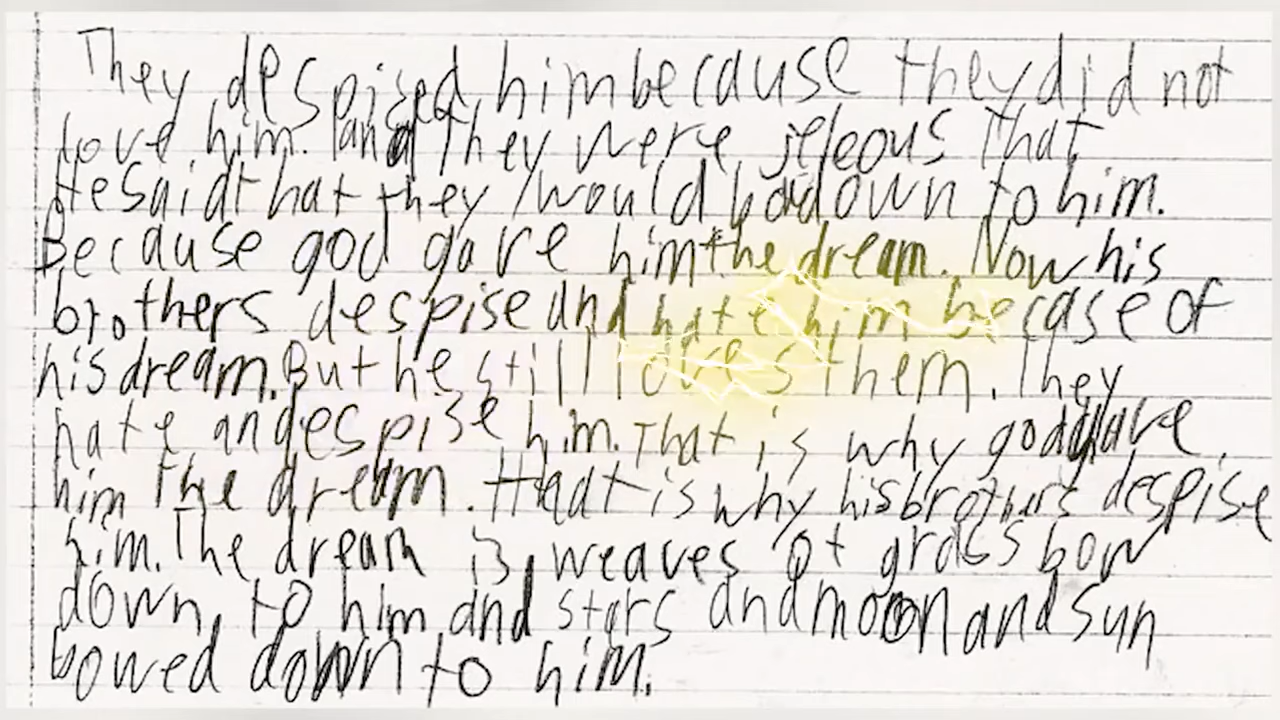 They despised him because they did not
love him. and They were jeleous That
He said that they would bow down to him.
Because god gave him the dream. Now his
brothers despise and hate him becase of
his dream. But he still loves them. They
hate an despise him. That is why god gave
him the dream. that is why his brothers despise
him. The dream is weaves of grass bow
down to him and stars and moon and sun
bowed down to him.